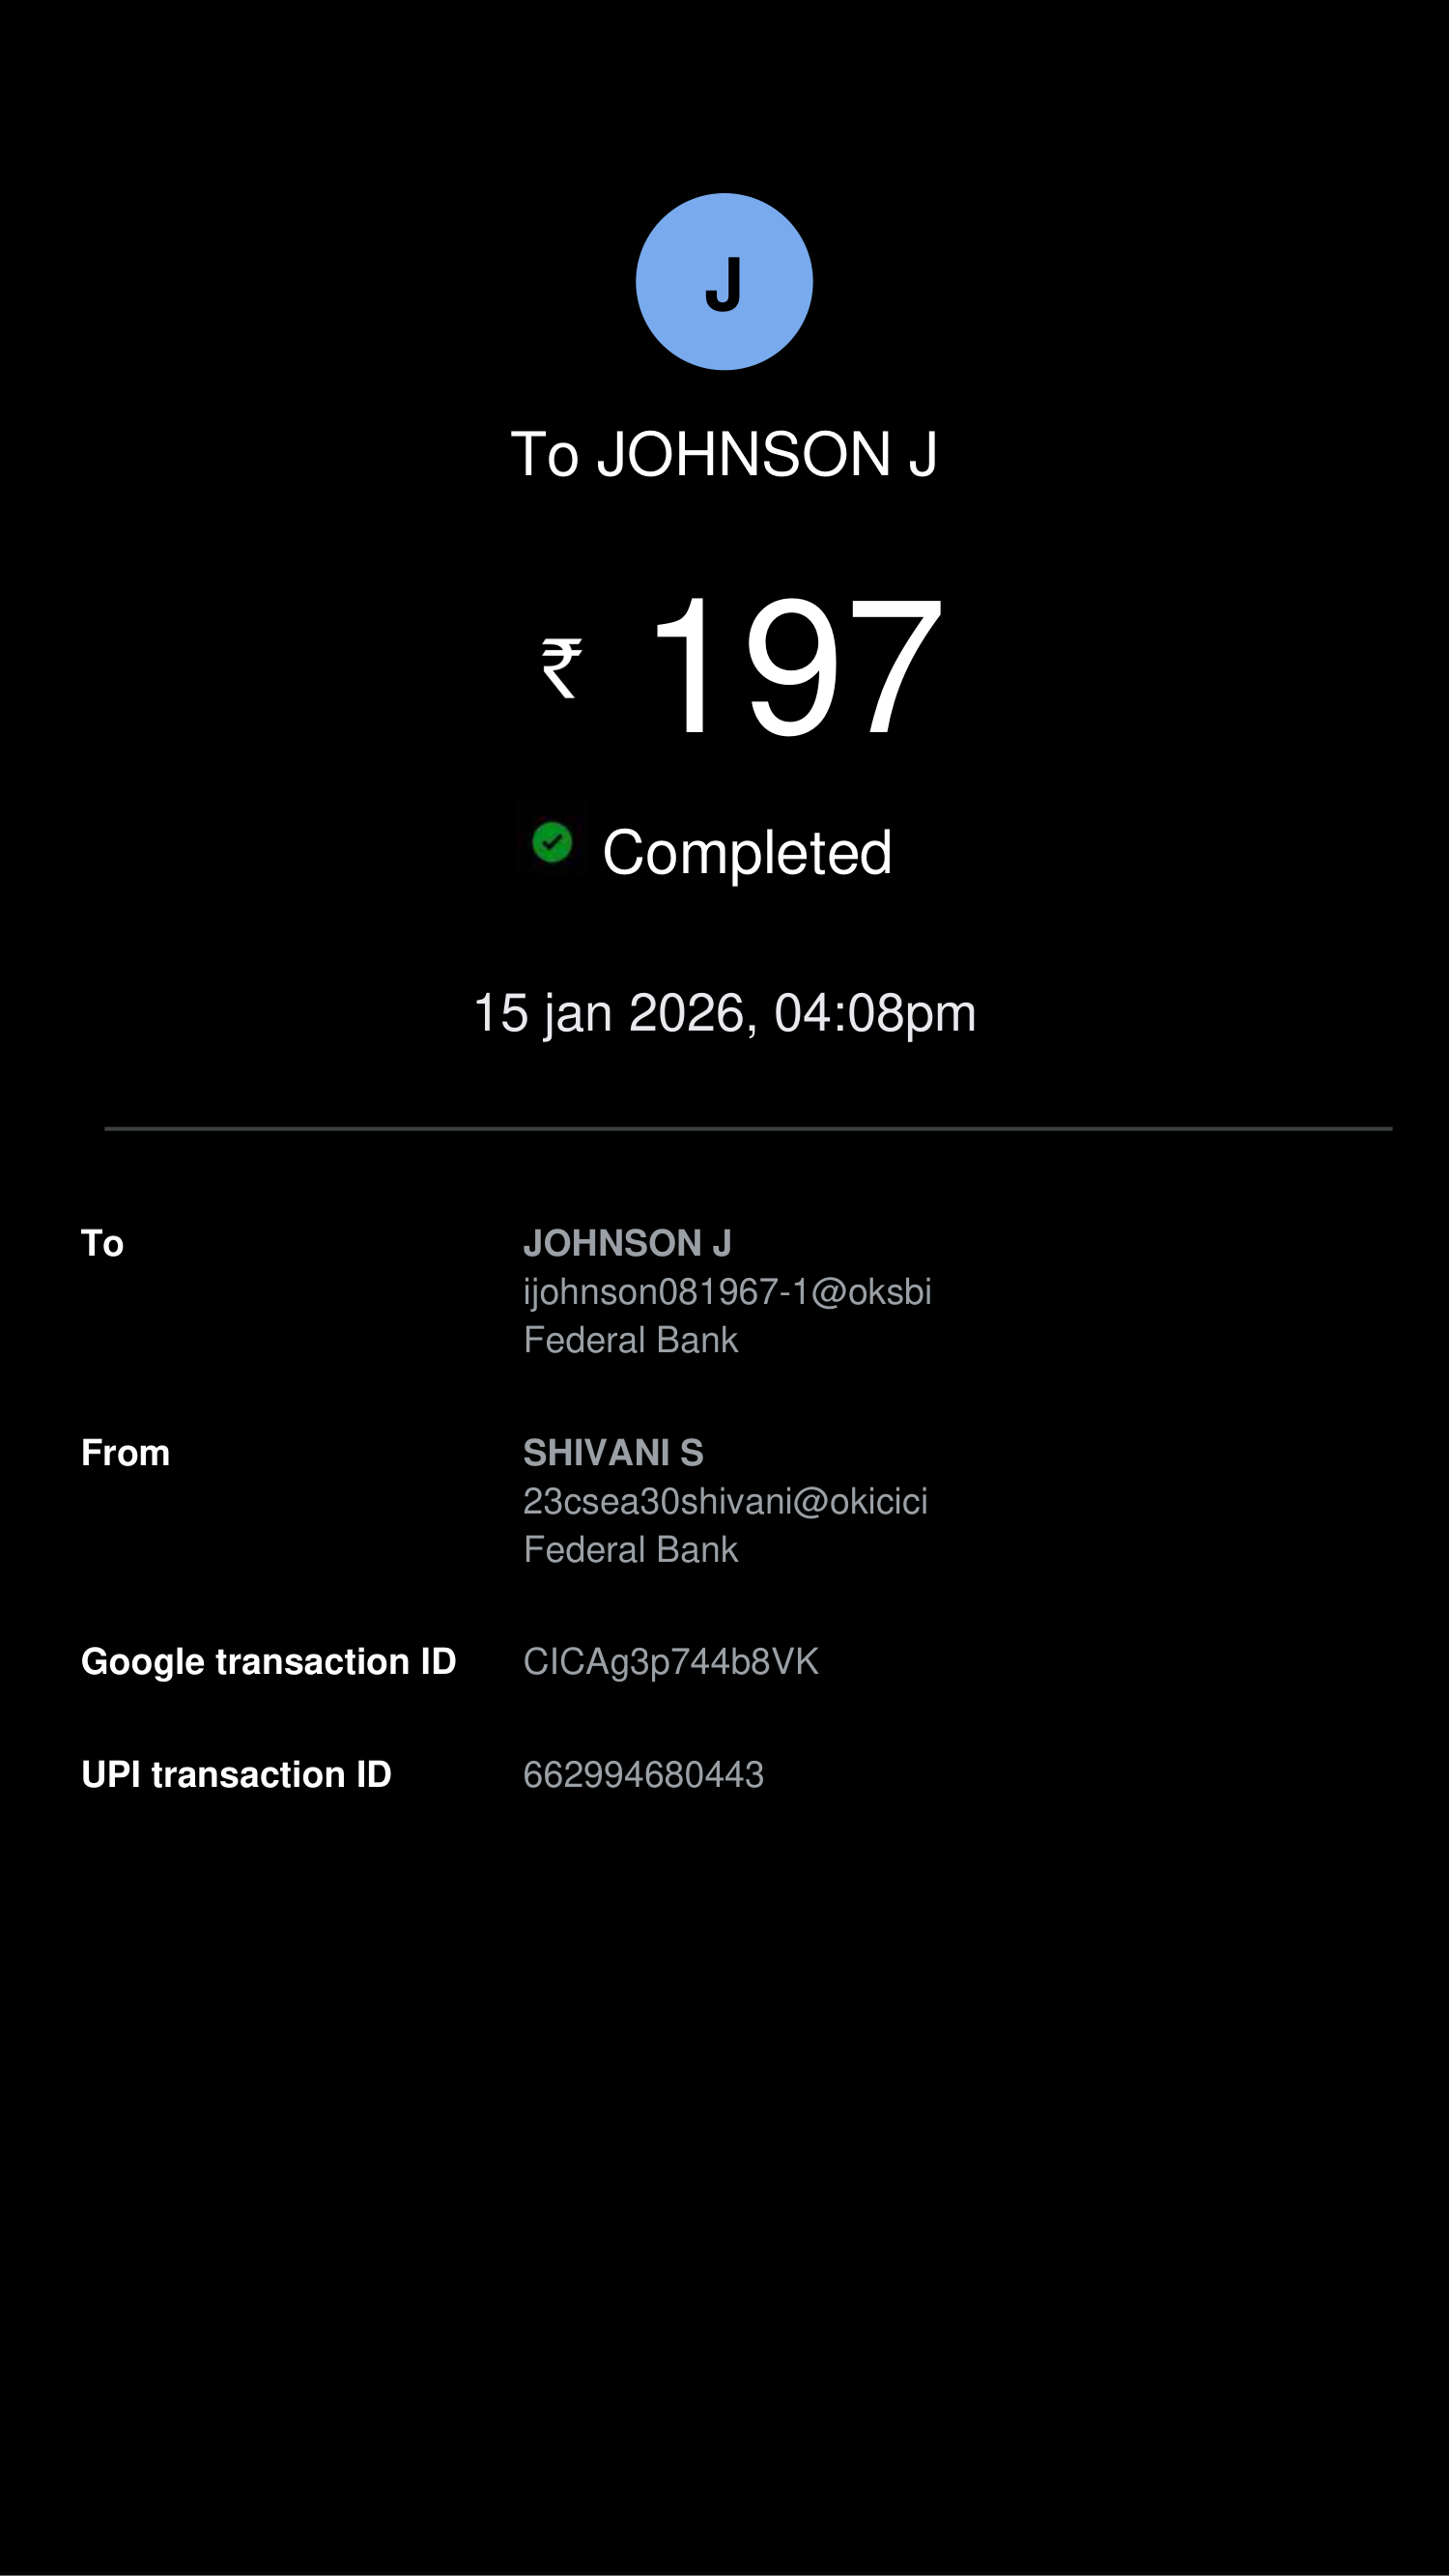 J
To JOHNSON J
₹ 197
Completed
15 jan 2026, 04:08pm
To JOHNSON J
ijohnson081967-1@oksbi
Federal Bank
From SHIVANI S
23csea30shivani@okicici
Federal Bank
Google transaction ID CICAg3p744b8VK
UPI transaction ID 662994680443